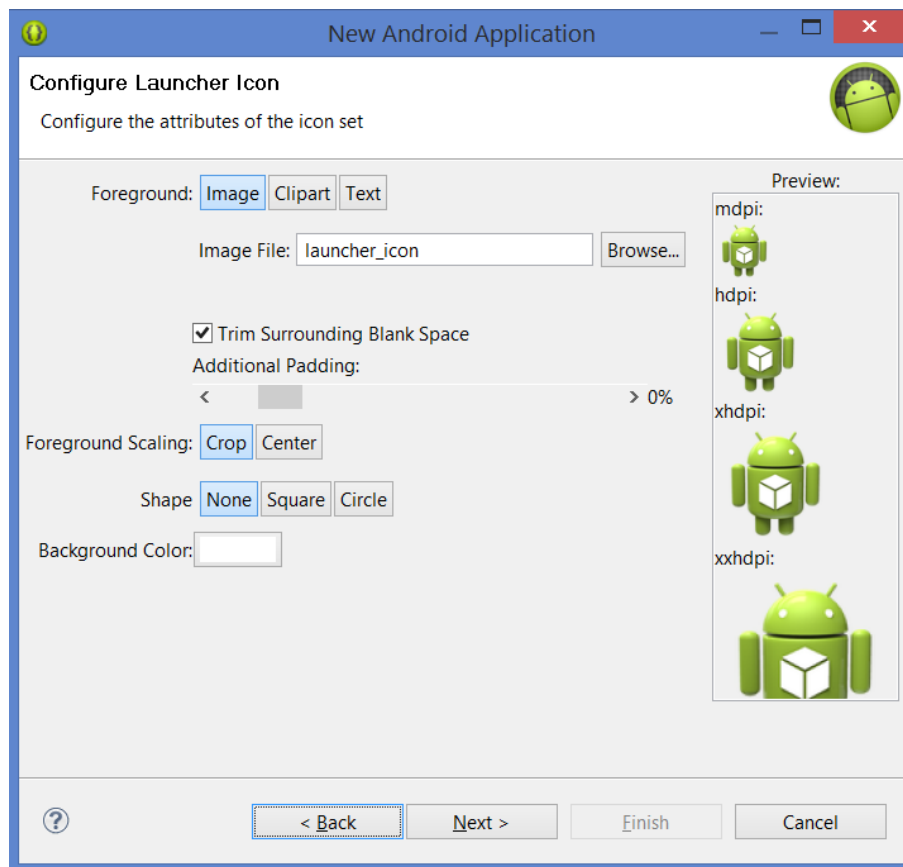 New Android Application
Configure Launcher Icon
Configure the attributes of the icon set
Foreground: Image Clipart Text
Image File: launcher_icon Browse...
Trim Surrounding Blank Space
Additional Padding:
< > 0%
Foreground Scaling: Crop Center
Shape None Square Circle
Background Color:
Preview:
mdpi:
hdpi:
xhdpi:
xxhdpi:
? < Back Next > Finish Cancel